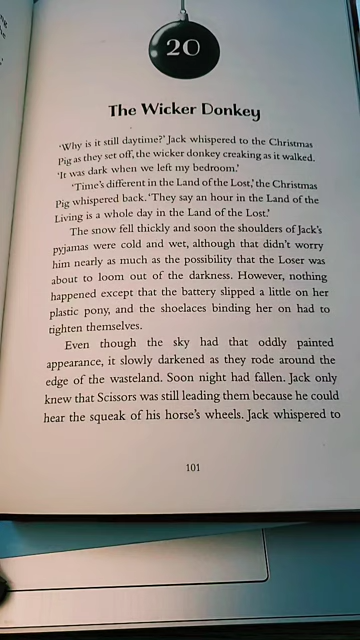 20
The Wicker Donkey
'Why is it still daytime?' Jack whispered to the Christmas
Pig as they set off, the wicker donkey creaking as it walked.
'It was dark when we left my bedroom.'
'Time's different in the Land of the Lost,' the Christmas
Pig whispered back. 'They say an hour in the Land of the
Living is a whole day in the Land of the Lost.'
The snow fell thickly and soon the shoulders of Jack's
pyjamas were cold and wet, although that didn't worry
him nearly as much as the possibility that the Loser was
about to loom out of the darkness. However, nothing
happened except that the battery slipped a little on her
plastic pony, and the shoelaces binding her on had to
tighten themselves.
Even though the sky had that oddly painted
appearance, it slowly darkened as they rode around the
edge of the wasteland. Soon night had fallen. Jack only
knew that Scissors was still leading them because he could
hear the squeak of his horse's wheels. Jack whispered to
101